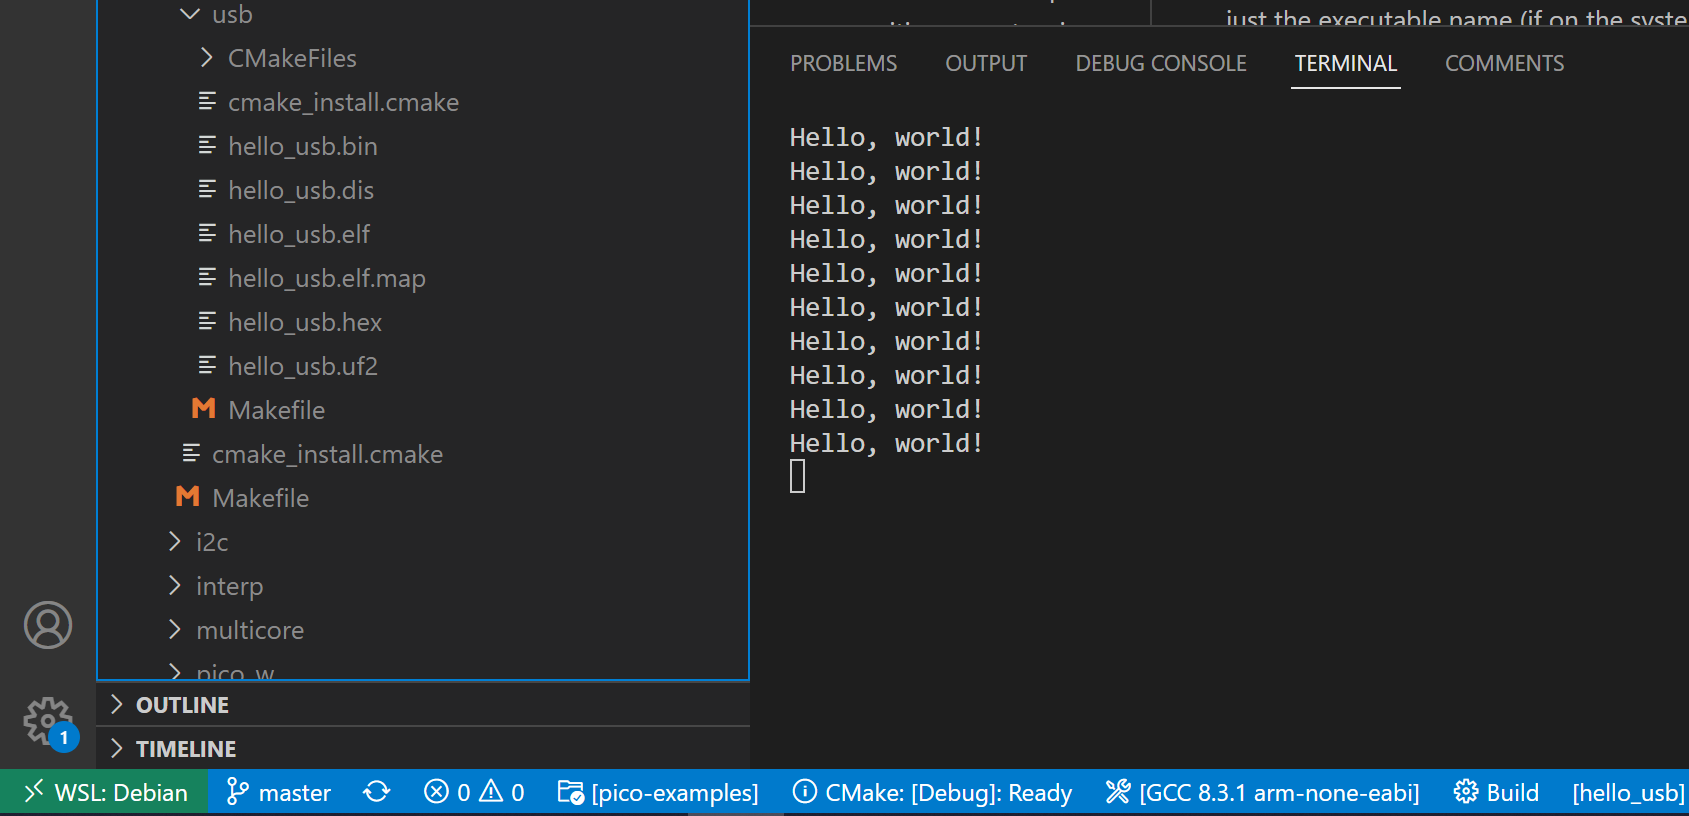 usb
CMakeFiles
cmake_install.cmake
hello_usb.bin
hello_usb.dis
hello_usb.elf
hello_usb.elf.map
hello_usb.hex
hello_usb.uf2
Makefile
cmake_install.cmake
Makefile
i2c
interp
multicore
pico_w
OUTLINE
TIMELINE
just the executable name (if on the syste
PROBLEMS OUTPUT DEBUG CONSOLE TERMINAL COMMENTS
Hello, world!
Hello, world!
Hello, world!
Hello, world!
Hello, world!
Hello, world!
Hello, world!
Hello, world!
Hello, world!
Hello, world!
1
WSL: Debian master 0 0 [pico-examples] CMake: [Debug]: Ready [GCC 8.3.1 arm-none-eabi] Build [hello_usb]